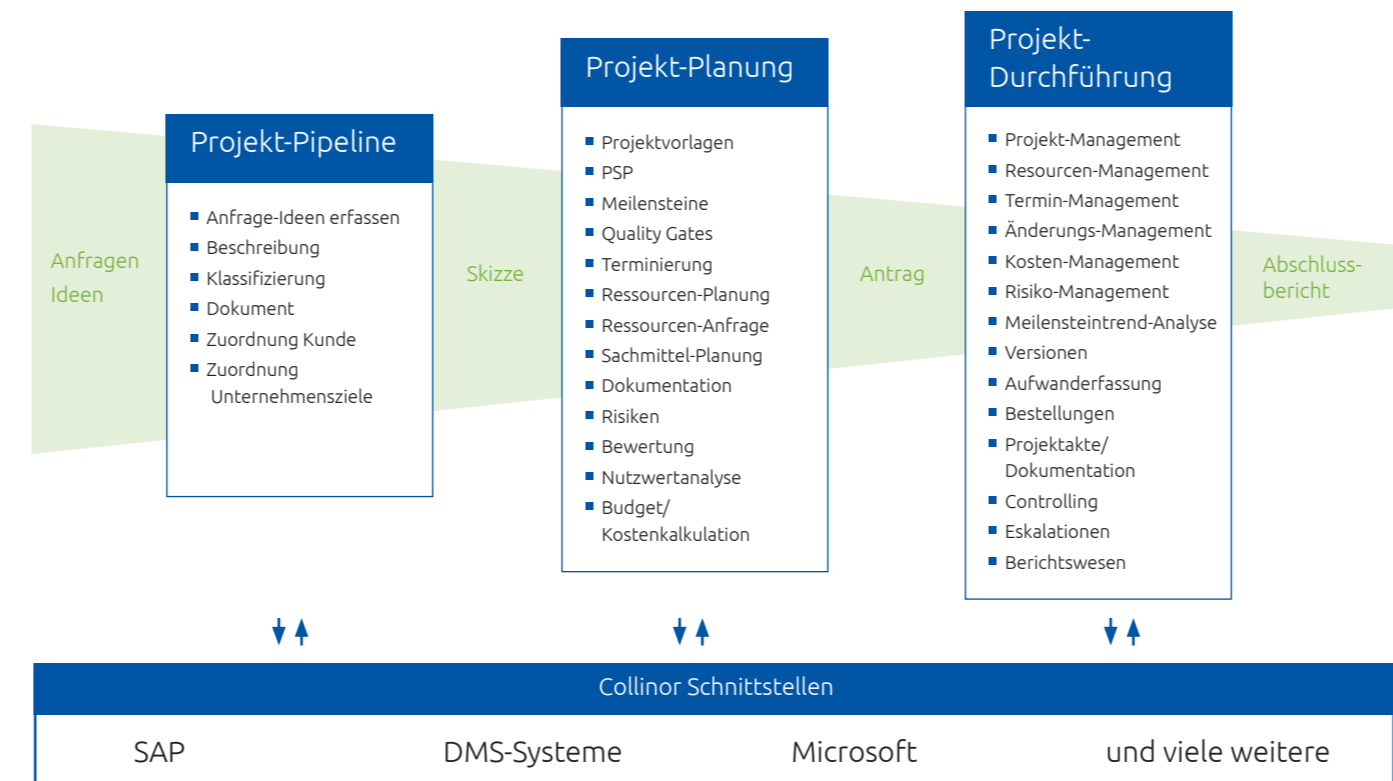 Anfragen
Ideen
Projekt-Pipeline
Anfrage-Ideen erfassen
Beschreibung
Klassifizierung
Dokument
Zuordnung Kunde
Zuordnung
Unternehmensziele
Skizze
Projekt-Planung
Projektvorlagen
PSP
Meilensteine
Quality Gates
Terminierung
Ressourcen-Planung
Ressourcen-Anfrage
Sachmittel-Planung
Dokumentation
Risiken
Bewertung
Nutzwertanalyse
Budget/
Kostenkalkulation
Antrag
Projekt-
Durchführung
Projekt-Management
Resourcen-Management
Termin-Management
Änderungs-Management
Kosten-Management
Risiko-Management
Meilensteintrend-Analyse
Versionen
Aufwanderfassung
Bestellungen
Projektakte/
Dokumentation
Controlling
Eskalationen
Berichtswesen
Abschluss-
bericht
Collinor Schnittstellen
SAP
DMS-Systeme
Microsoft
und viele weitere